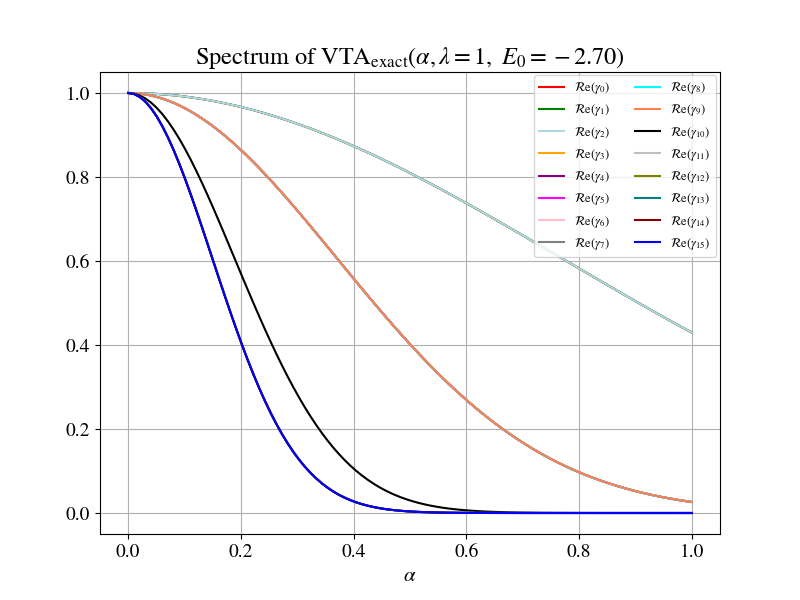 Spectrum of VTA_exact(α, λ = 1, E₀ = −2.70)
1.0
0.8
0.6
0.4
0.2
0.0
0.0 0.2 0.4 0.6 0.8 1.0
α
ℛe(γ₀)
ℛe(γ₁)
ℛe(γ₂)
ℛe(γ₃)
ℛe(γ₄)
ℛe(γ₅)
ℛe(γ₆)
ℛe(γ₇)
ℛe(γ₈)
ℛe(γ₉)
ℛe(γ₁₀)
ℛe(γ₁₁)
ℛe(γ₁₂)
ℛe(γ₁₃)
ℛe(γ₁₄)
ℛe(γ₁₅)